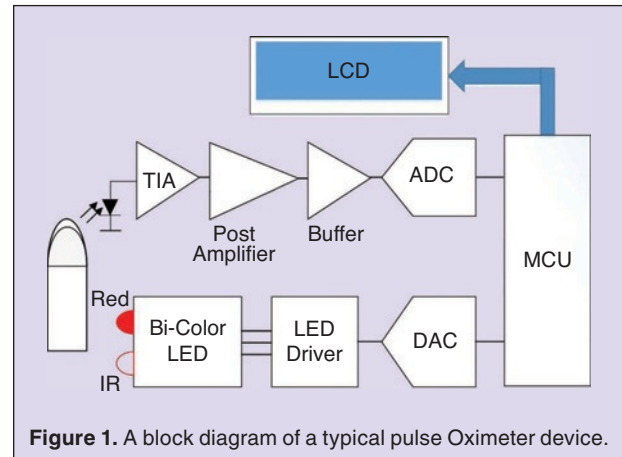 LCD
TIA
Post
Amplifier
Buffer
ADC
MCU
Red
IR
Bi-Color
LED
LED
Driver
DAC
Figure 1. A block diagram of a typical pulse Oximeter device.